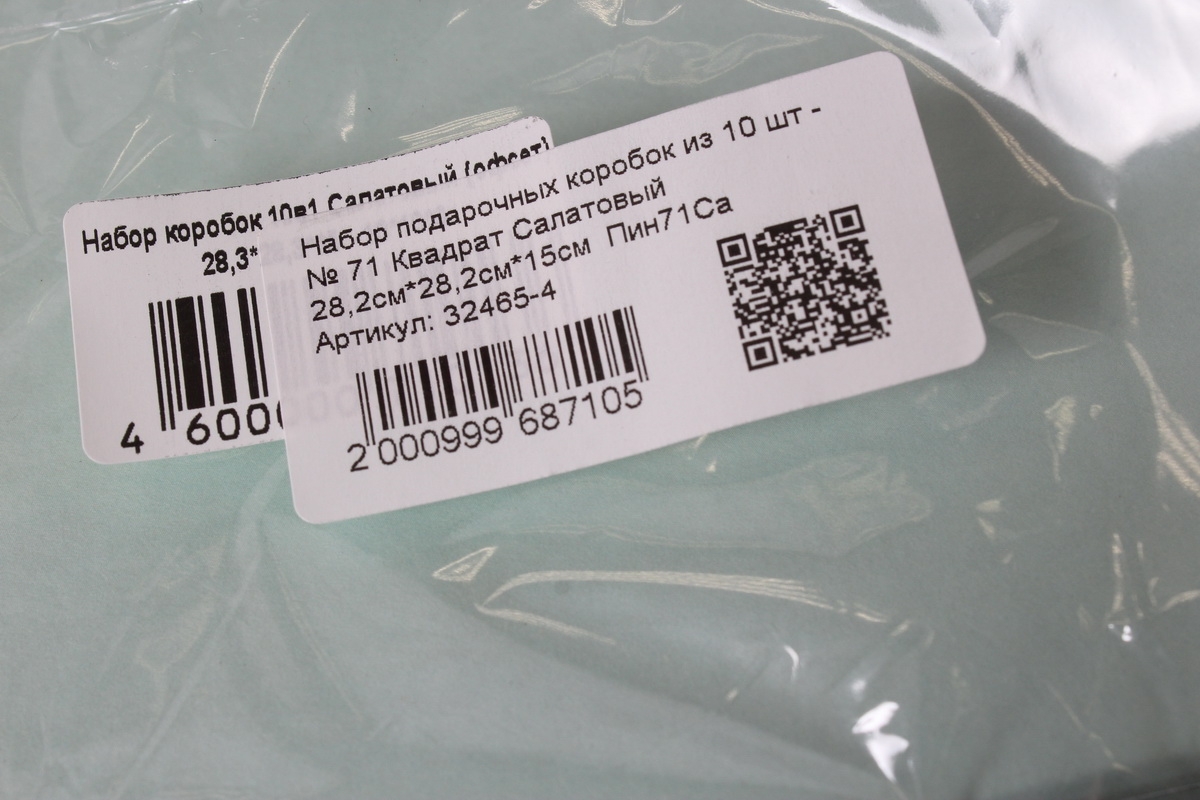 Набор коробок 10в1 Салатовый (офсет)
28,3*
4 600
Набор подарочных коробок из 10 шт -
№ 71 Квадрат Салатовый
28,2см*28,2см*15см Пин71Са
Артикул: 32465-4
2 000999 687105